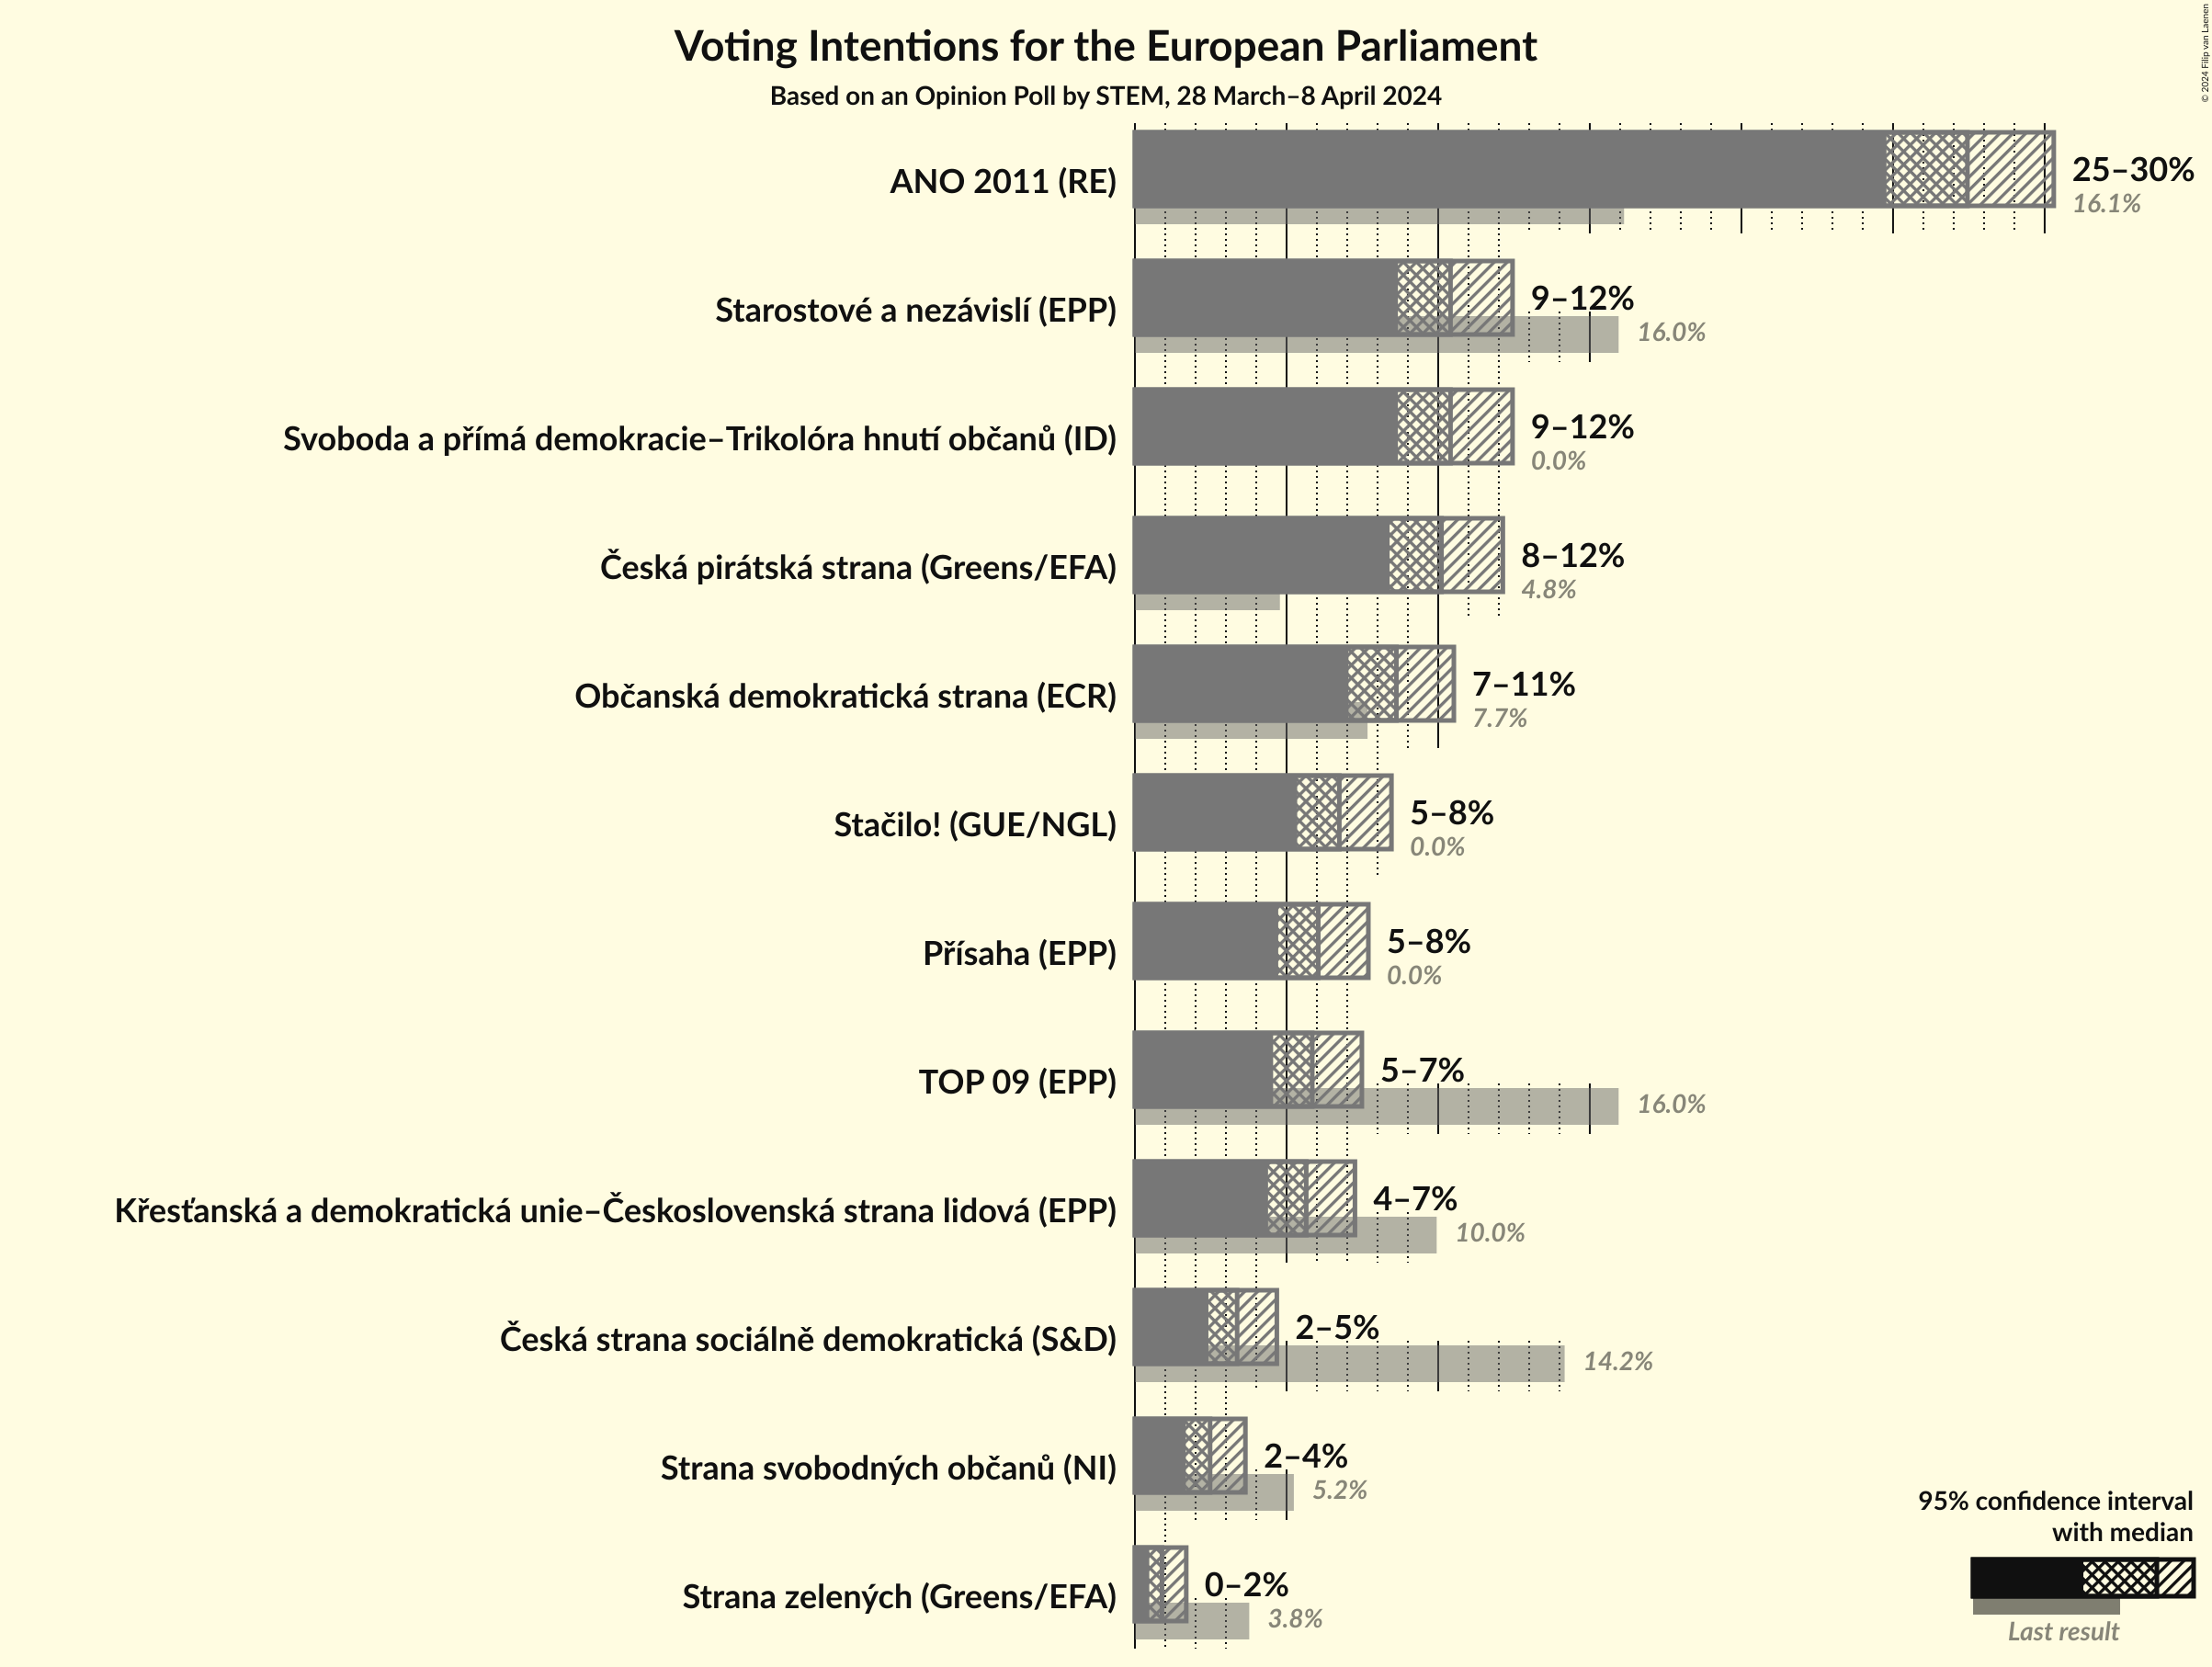 © 2024 Filip van Laenen
Voting Intentions for the European Parliament
Based on an Opinion Poll by STEM, 28 March–8 April 2024
ANO 2011 (RE)
25–30%
16.1%
Starostové a nezávislí (EPP)
9–12%
16.0%
Svoboda a přímá demokracie–Trikolóra hnutí občanů (ID)
9–12%
0.0%
Česká pirátská strana (Greens/EFA)
8–12%
4.8%
Občanská demokratická strana (ECR)
7–11%
7.7%
Stačilo! (GUE/NGL)
5–8%
0.0%
Přísaha (EPP)
5–8%
0.0%
TOP 09 (EPP)
5–7%
16.0%
Křesťanská a demokratická unie–Československá strana lidová (EPP)
4–7%
10.0%
Česká strana sociálně demokratická (S&D)
2–5%
14.2%
Strana svobodných občanů (NI)
2–4%
5.2%
Strana zelených (Greens/EFA)
0–2%
3.8%
95% confidence interval
with median
Last result